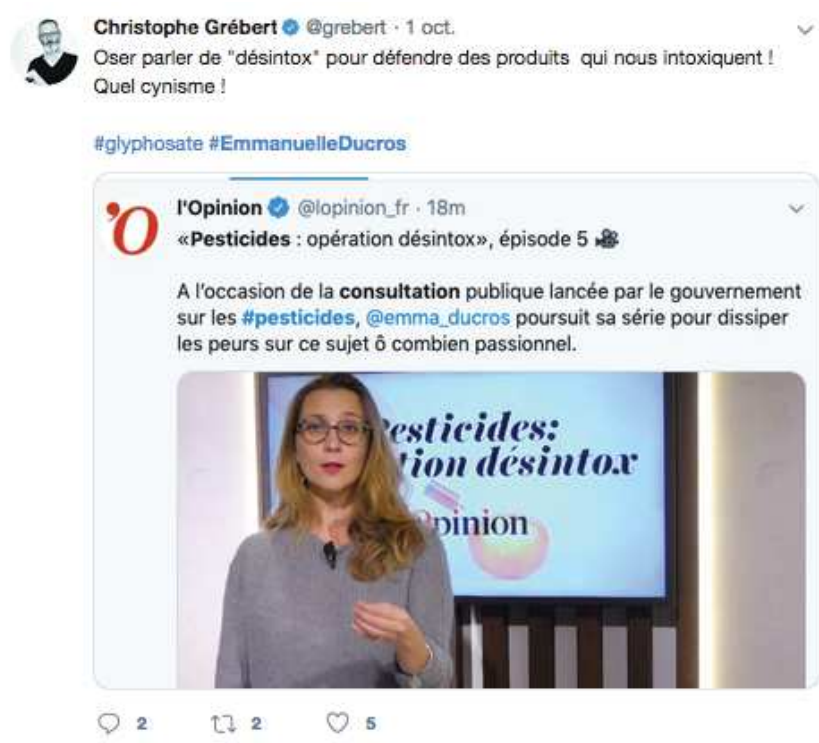 Christophe Grébert @grebert · 1 oct.
Oser parler de "désintox" pour défendre des produits qui nous intoxiquent !
Quel cynisme !
#glyphosate #EmmanuelleDucros
'O
l'Opinion @lopinion_fr · 18m
«Pesticides : opération désintox», épisode 5
A l'occasion de la consultation publique lancée par le gouvernement
sur les #pesticides, @emma_ducros poursuit sa série pour dissiper
les peurs sur ce sujet ô combien passionnel.
Pesticides:
tion désintox
Opinion
2 2 5